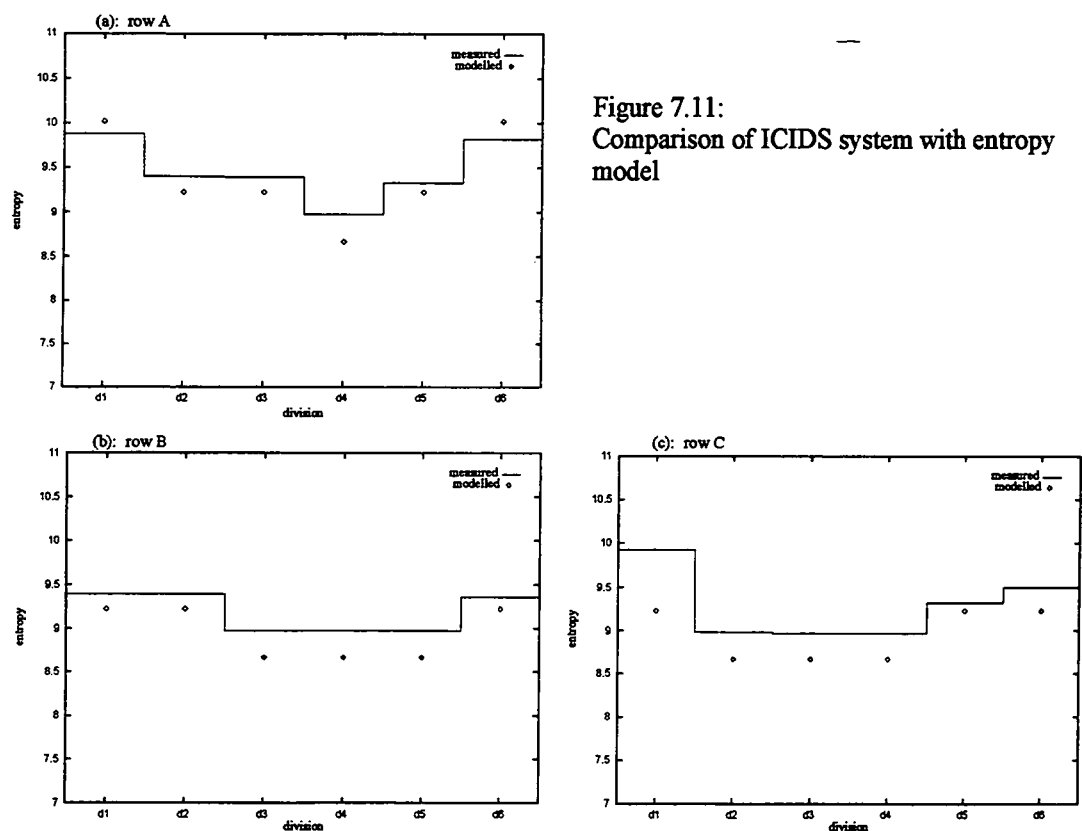 (a): row A
11
10.5
10
9.5
9
8.5
8
7.5
7
entropy
measured
modelled
d1 d2 d3 d4 d5 d6
division
Figure 7.11:
Comparison of ICIDS system with entropy
model
(b): row B
11
10.5
10
9.5
9
8.5
8
7.5
7
entropy
measured
modelled
d1 d2 d3 d4 d5 d6
division
(c): row C
11
10.5
10
9.5
9
8.5
8
7.5
7
entropy
measured
modelled
d1 d2 d3 d4 d5 d6
division